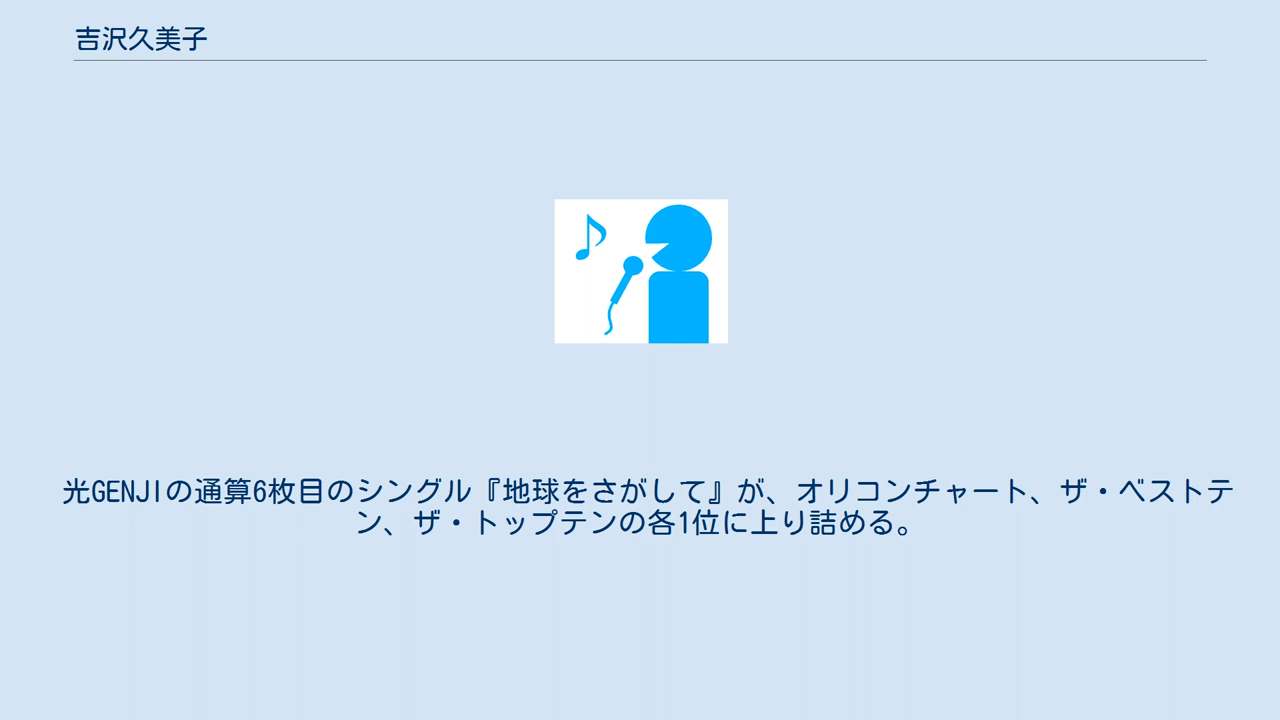 吉沢久美子
光GENJIの通算6枚目のシングル『地球をさがして』が、オリコンチャート、ザ・ベストテ
ン、ザ・トップテンの各1位に上り詰める。